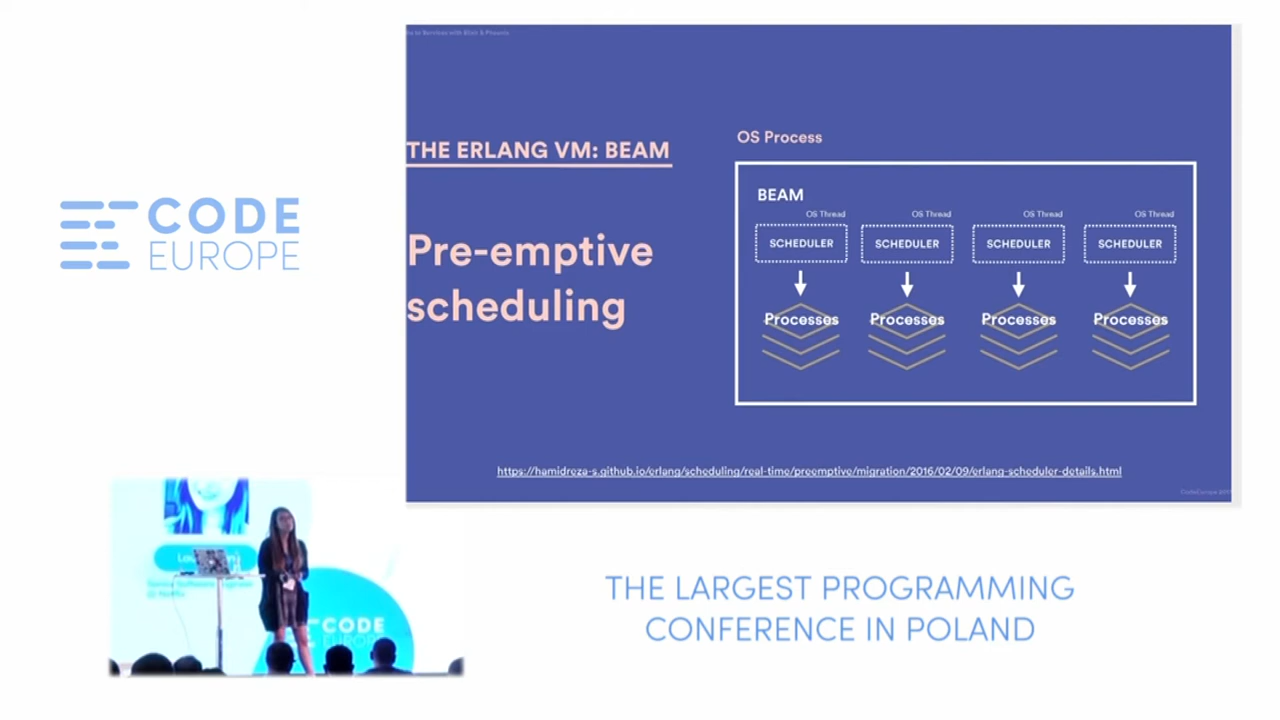 CODE
EUROPE
THE ERLANG VM: BEAM
Pre-emptive
scheduling
OS Process
BEAM
OS Thread OS Thread OS Thread OS Thread
SCHEDULER SCHEDULER SCHEDULER SCHEDULER
Processes Processes Processes Processes
https://hamidreza-s.github.io/erlang/scheduling/real-time/preemptive/migration/2016/02/09/erlang-scheduler-details.html
CODE
EUROPE
THE LARGEST PROGRAMMING
CONFERENCE IN POLAND